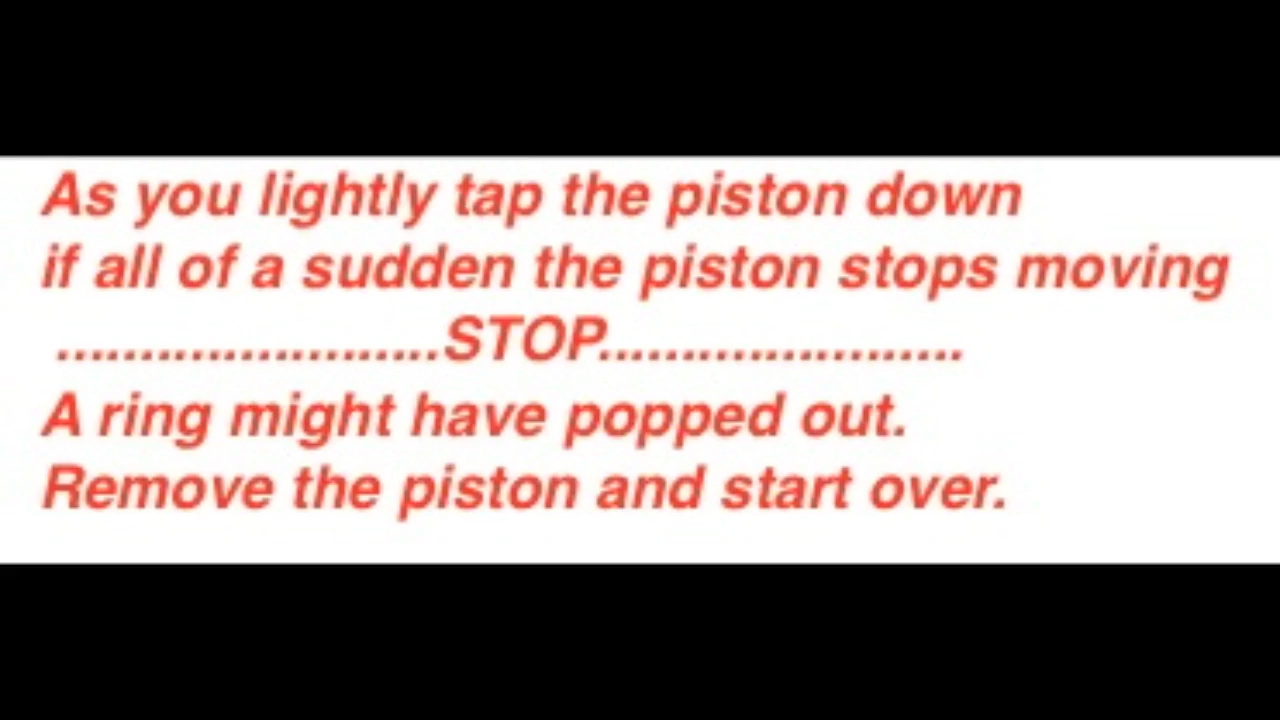 As you lightly tap the piston down
if all of a sudden the piston stops moving
.......................STOP......................
A ring might have popped out.
Remove the piston and start over.